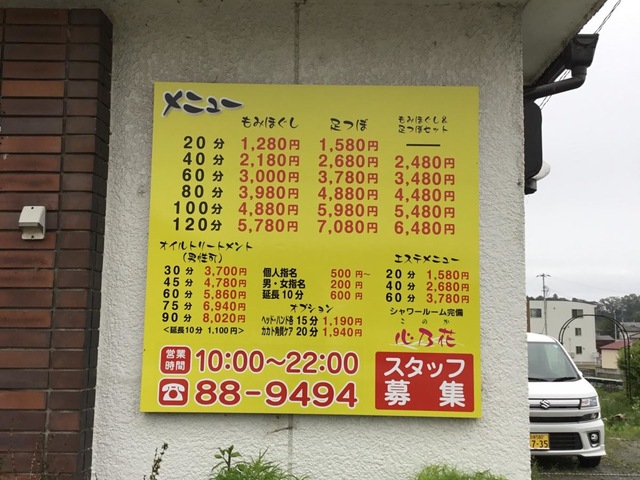 メニュー
もみほぐし 足つぼ もみほぐし&足つぼセット
20分 1,280円 1,580円 ―
40分 2,180円 2,680円 2,480円
60分 3,000円 3,780円 3,480円
80分 3,980円 4,880円 4,480円
100分 4,880円 5,980円 5,480円
120分 5,780円 7,080円 6,480円
オイルトリートメント
(男性可)
30分 3,700円
45分 4,780円
60分 5,860円
75分 6,940円
90分 8,020円
<延長10分 1,100円>
個人指名 500円~
男・女指名 200円
延長10分 600円
オプション
ヘッド・ハンド各 15分 1,190円
カカト角質ケア 20分 1,940円
エステメニュー
20分 1,580円
40分 2,680円
60分 3,780円
シャワールーム完備
このか
心乃花
営業時間 10:00~22:00
☎ 88-9494
スタッフ
募集
7-35